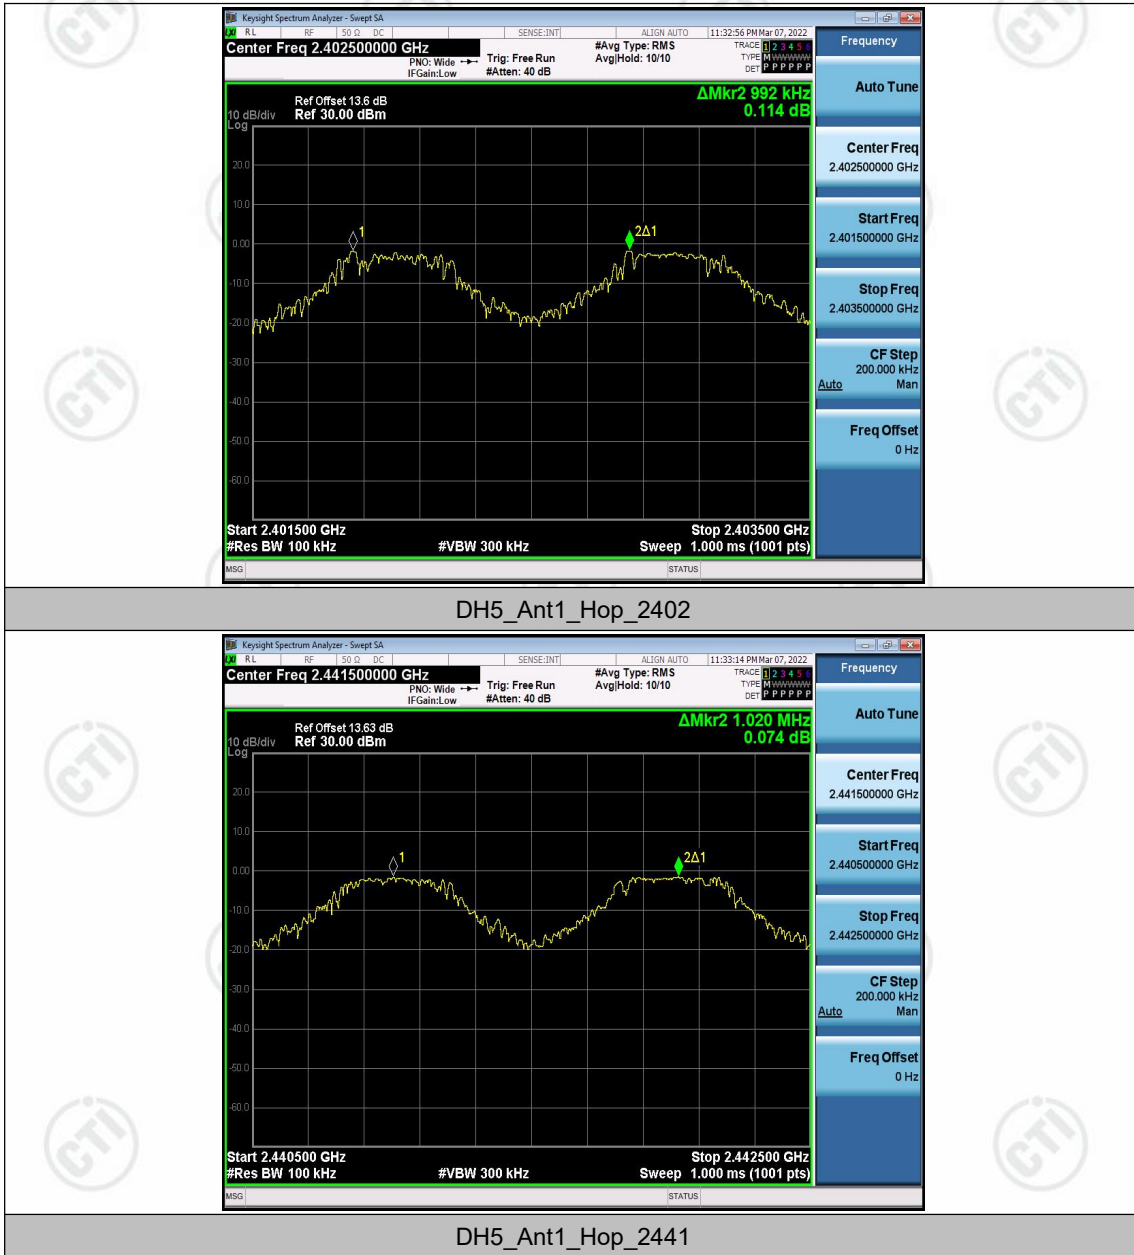 Keysight Spectrum Analyzer - Swept SA
LXI RL RF 50 Ω DC SENSE:INT ALIGN AUTO 11:32:56 PM Mar 07, 2022
Center Freq 2.402500000 GHz #Avg Type: RMS TRACE 1 2 3 4 5 6
PNO: Wide Trig: Free Run Avg|Hold: 10/10 TYPE M WWWWW
IFGain:Low #Atten: 40 dB DET P P P P P P
Frequency
Auto Tune
ΔMkr2 992 kHz
0.114 dB
Ref Offset 13.6 dB
10 dB/div Ref 30.00 dBm
Log
20.0
10.0
0.00
-10.0
-20.0
-30.0
-40.0
-50.0
-60.0
1
2Δ1
Center Freq
2.402500000 GHz
Start Freq
2.401500000 GHz
Stop Freq
2.403500000 GHz
CF Step
200.000 kHz
Auto Man
Freq Offset
0 Hz
Start 2.401500 GHz Stop 2.403500 GHz
#Res BW 100 kHz #VBW 300 kHz Sweep 1.000 ms (1001 pts)
MSG STATUS
DH5_Ant1_Hop_2402
Keysight Spectrum Analyzer - Swept SA
LXI RL RF 50 Ω DC SENSE:INT ALIGN AUTO 11:33:14 PM Mar 07, 2022
Center Freq 2.441500000 GHz #Avg Type: RMS TRACE 1 2 3 4 5 6
PNO: Wide Trig: Free Run Avg|Hold: 10/10 TYPE M WWWWW
IFGain:Low #Atten: 40 dB DET P P P P P P
Frequency
Auto Tune
ΔMkr2 1.020 MHz
0.074 dB
Ref Offset 13.63 dB
10 dB/div Ref 30.00 dBm
Log
20.0
10.0
0.00
-10.0
-20.0
-30.0
-40.0
-50.0
-60.0
1
2Δ1
Center Freq
2.441500000 GHz
Start Freq
2.440500000 GHz
Stop Freq
2.442500000 GHz
CF Step
200.000 kHz
Auto Man
Freq Offset
0 Hz
Start 2.440500 GHz Stop 2.442500 GHz
#Res BW 100 kHz #VBW 300 kHz Sweep 1.000 ms (1001 pts)
MSG STATUS
DH5_Ant1_Hop_2441
CTI
CTI
CTI
CTI
CTI
CTI
CTI
CTI